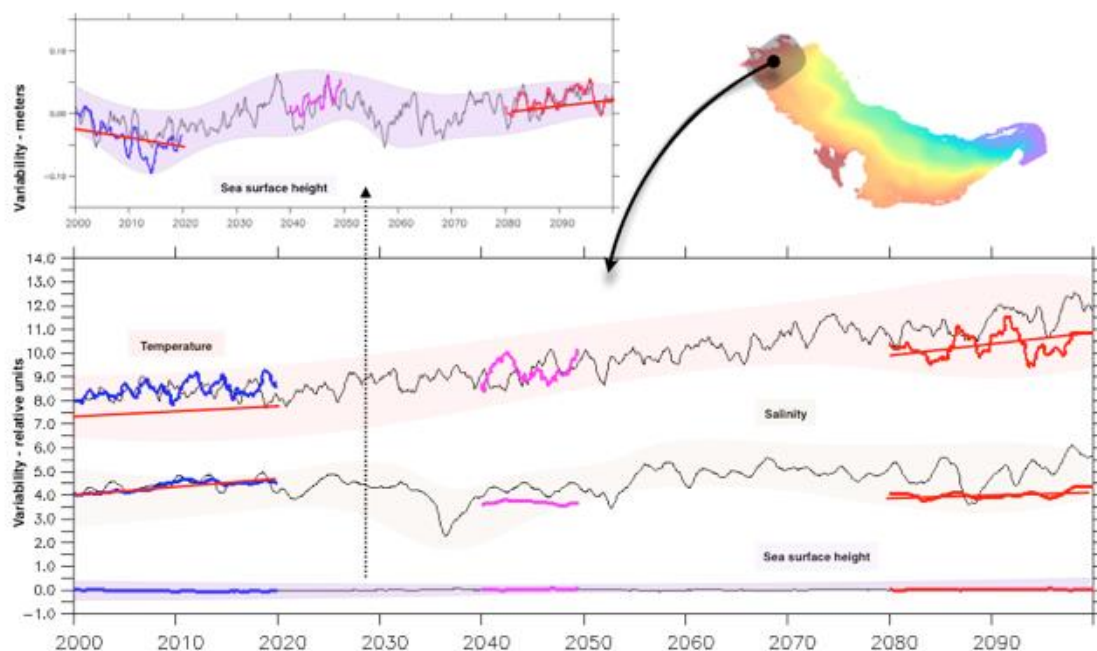 Variability - meters
0.10
0.00
−0.10
Sea surface height
2000 2010 2020 2030 2040 2050 2060 2070 2080 2090
Variability - relative units
14.0
13.0
12.0
11.0
10.0
9.0
8.0
7.0
6.0
5.0
4.0
3.0
2.0
1.0
0.0
-1.0
Temperature
Salinity
Sea surface height
2000 2010 2020 2030 2040 2050 2060 2070 2080 2090